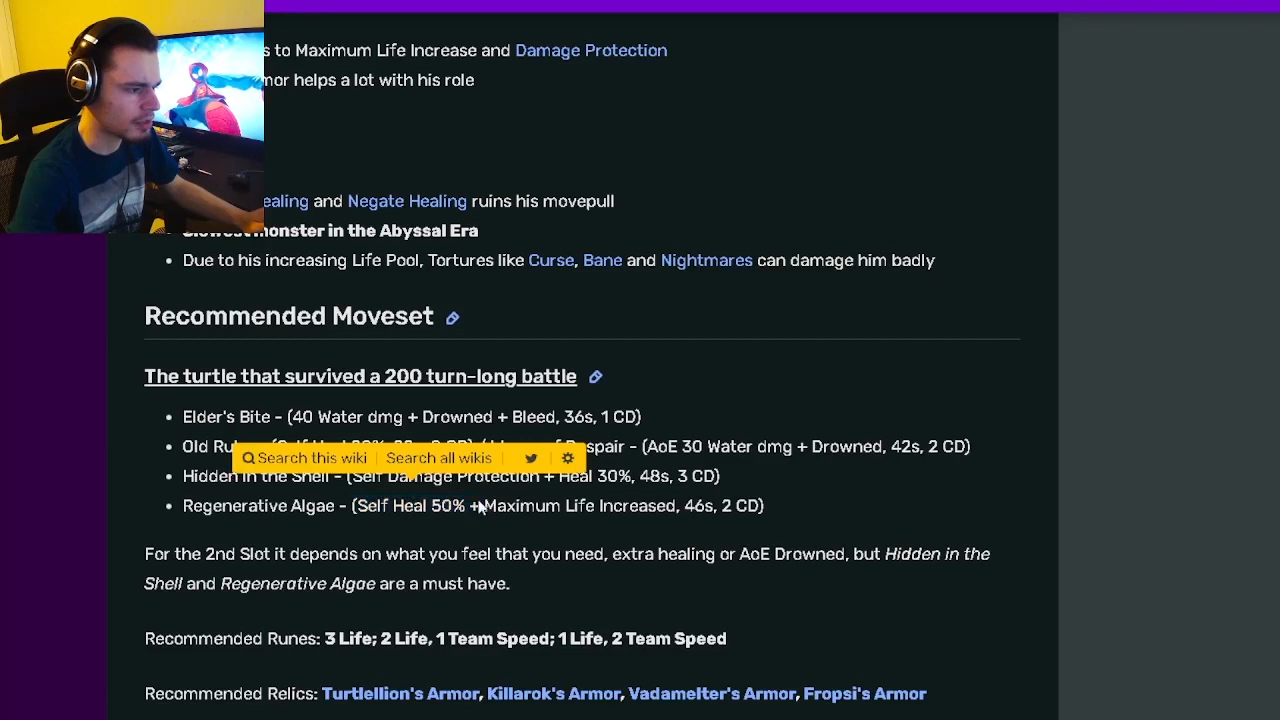 s to Maximum Life Increase and Damage Protection
mor helps a lot with his role
ealing and Negate Healing ruins his movepull
Slowest monster in the Abyssal Era
Due to his increasing Life Pool, Tortures like Curse, Bane and Nightmares can damage him badly
Recommended Moveset
The turtle that survived a 200 turn-long battle
Elder's Bite - (40 Water dmg + Drowned + Bleed, 36s, 1 CD)
Old Ru - (AoE 30 Water dmg + Drowned, 42s, 2 CD)
Search this wiki Search all wikis
Hidden in the Shell - (Self Damage Protection + Heal 30%, 48s, 3 CD)
Regenerative Algae - (Self Heal 50% + Maximum Life Increased, 46s, 2 CD)
For the 2nd Slot it depends on what you feel that you need, extra healing or AoE Drowned, but Hidden in the
Shell and Regenerative Algae are a must have.
Recommended Runes: 3 Life; 2 Life, 1 Team Speed; 1 Life, 2 Team Speed
Recommended Relics: Turtlellion's Armor, Killarok's Armor, Vadamelter's Armor, Fropsi's Armor